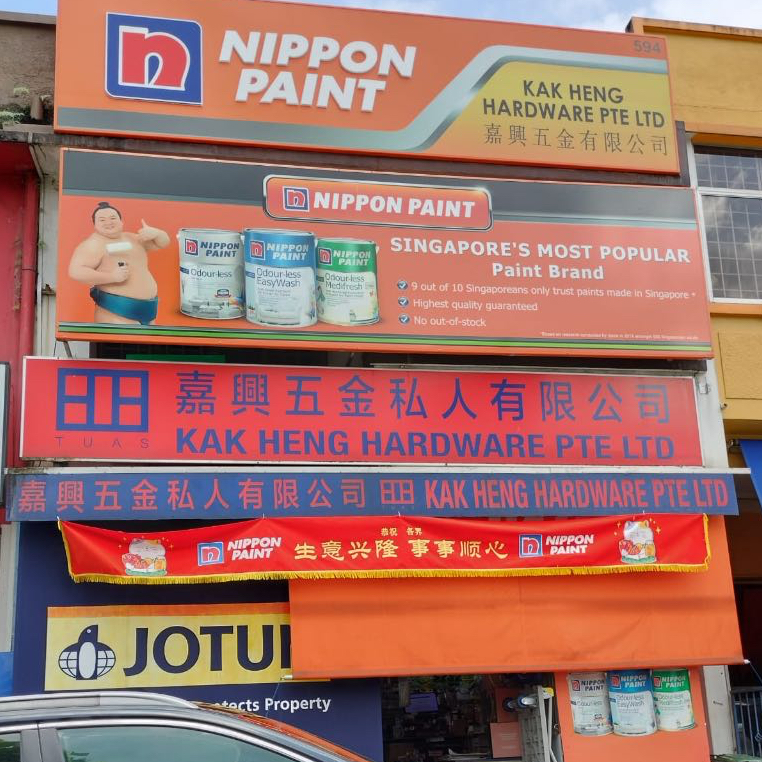 594
n NIPPON PAINT
KAK HENG
HARDWARE PTE LTD
嘉興五金有限公司
n NIPPON PAINT
SINGAPORE'S MOST POPULAR
Paint Brand
9 out of 10 Singaporeans only trust paints made in Singapore *
Highest quality guaranteed
No out-of-stock
NIPPON PAINT
Odour-less
NIPPON PAINT
Odour-less
EasyWash
NIPPON PAINT
Odour-less
Medifresh
TUAS
嘉興五金私人有限公司
KAK HENG HARDWARE PTE LTD
嘉興五金私人有限公司 KAK HENG HARDWARE PTE LTD
恭祝 各界
n NIPPON PAINT 生意兴隆 事事顺心 n NIPPON PAINT
JOTU
Property
NIPPON PAINT
NIPPON PAINT
NIPPON PAINT